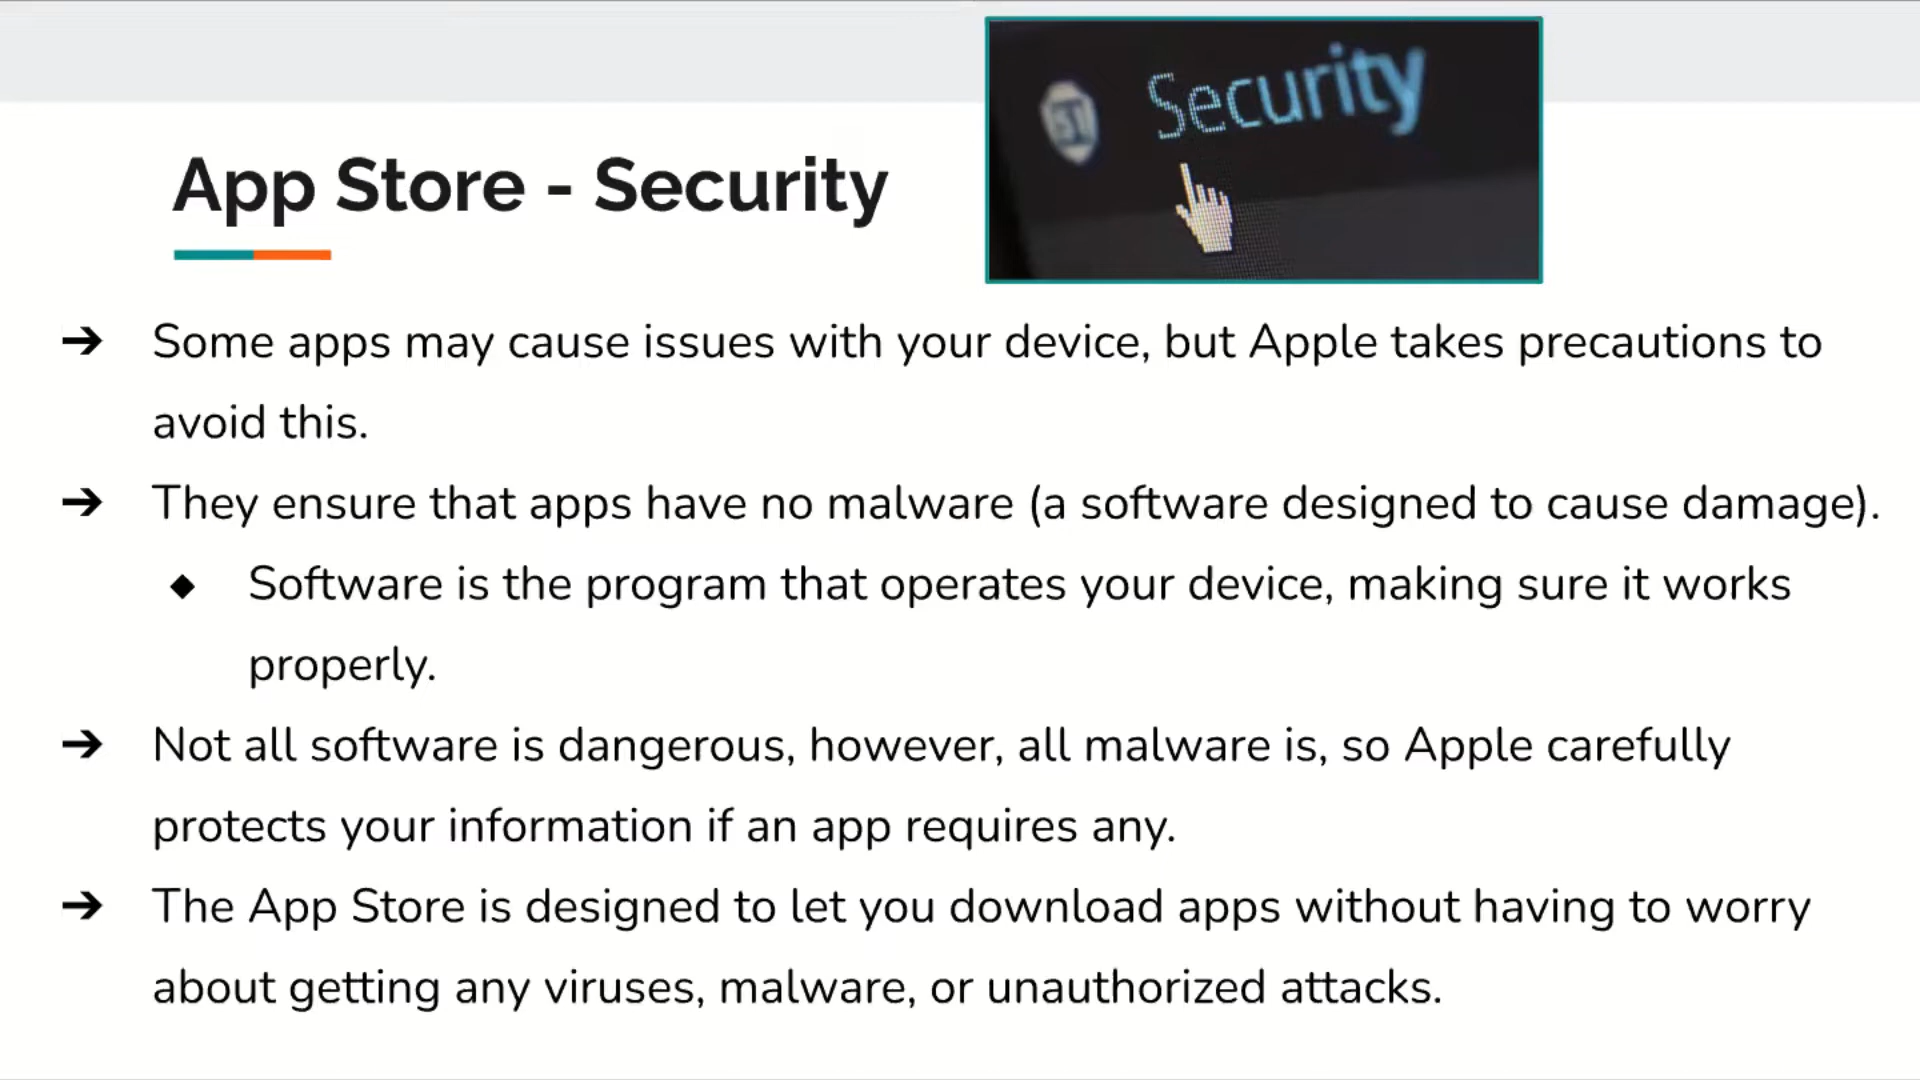 Security
App Store - Security
➔ Some apps may cause issues with your device, but Apple takes precautions to
avoid this.
➔ They ensure that apps have no malware (a software designed to cause damage).
◆ Software is the program that operates your device, making sure it works
properly.
➔ Not all software is dangerous, however, all malware is, so Apple carefully
protects your information if an app requires any.
➔ The App Store is designed to let you download apps without having to worry
about getting any viruses, malware, or unauthorized attacks.